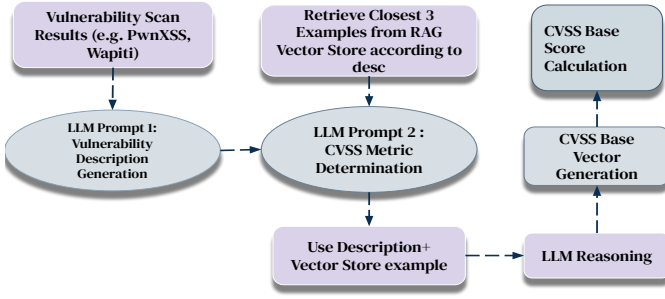 Vulnerability Scan
Results (e.g. PwnXSS,
Wapiti)
Retrieve Closest 3
Examples from RAG
Vector Store according to
desc
CVSS Base
Score
Calculation
LLM Prompt 1:
Vulnerability
Description
Generation
LLM Prompt 2 :
CVSS Metric
Determination
CVSS Base
Vector
Generation
Use Description+
Vector Store example
LLM Reasoning